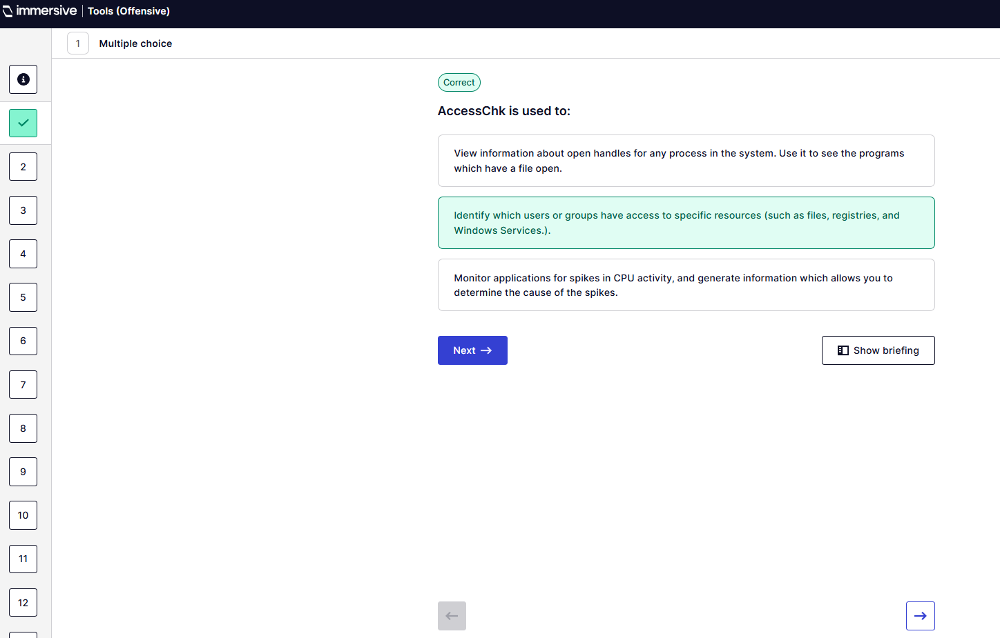 immersive | Tools (Offensive)
1 Multiple choice
Correct
AccessChk is used to:
View information about open handles for any process in the system. Use it to see the programs
which have a file open.
Identify which users or groups have access to specific resources (such as files, registries, and
Windows Services.).
Monitor applications for spikes in CPU activity, and generate information which allows you to
determine the cause of the spikes.
Next →
Show briefing
2
3
4
5
6
7
8
9
10
11
12